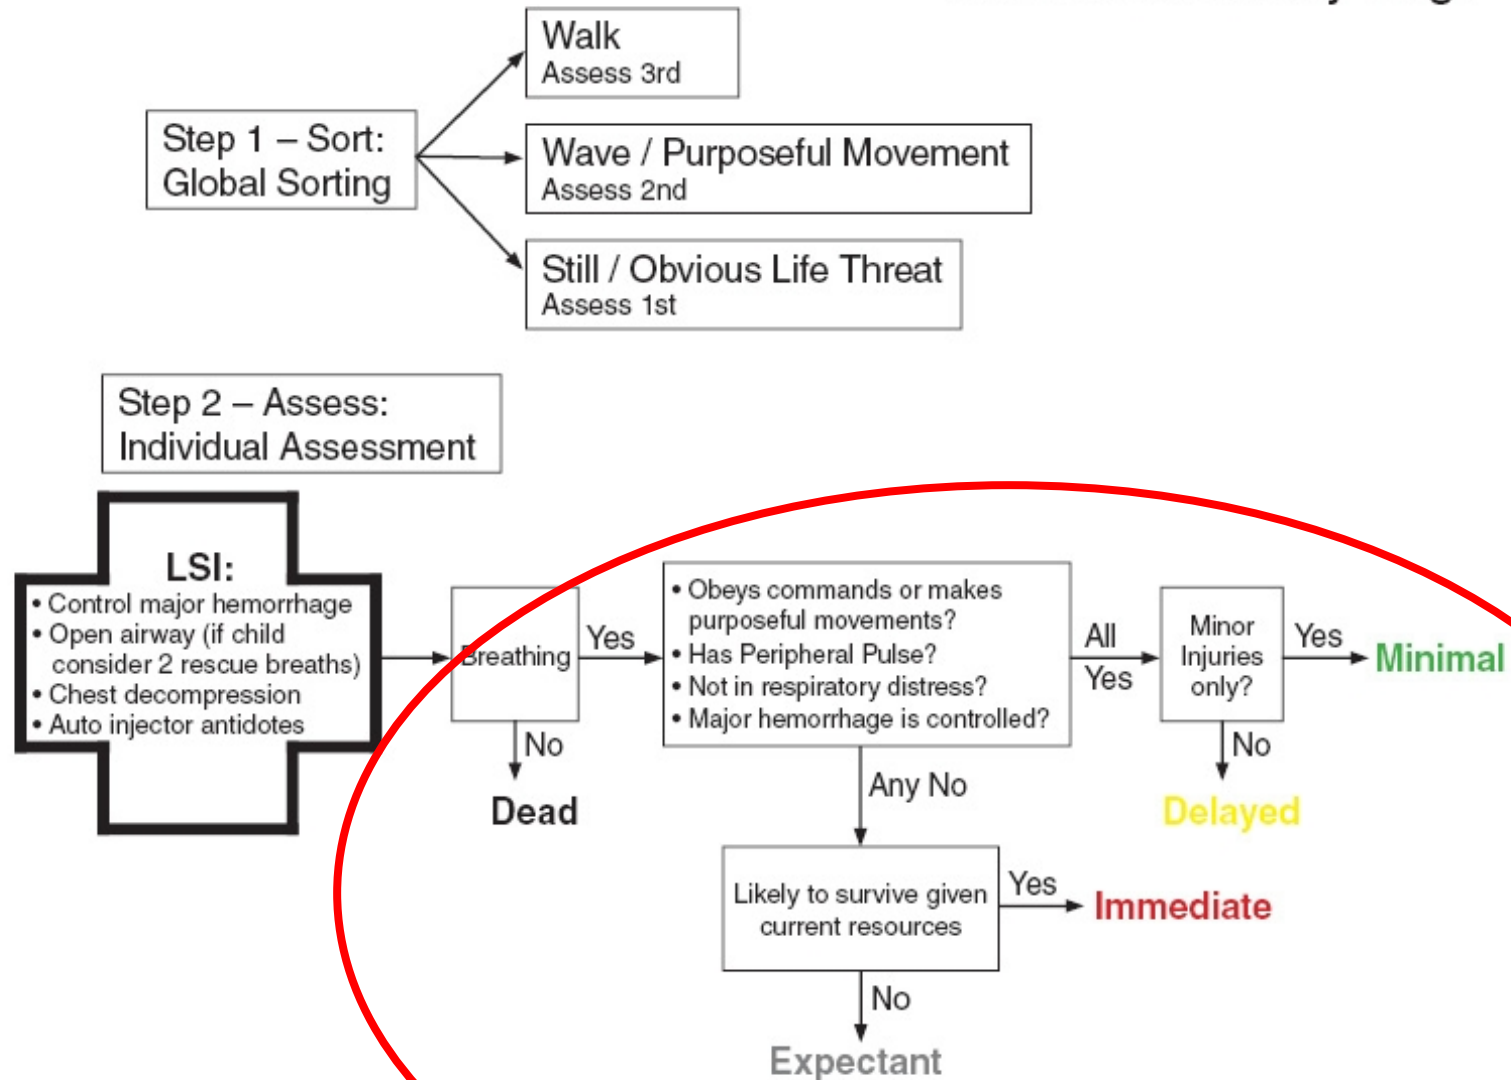 Walk
Assess 3rd
Step 1 – Sort:
Global Sorting
Wave / Purposeful Movement
Assess 2nd
Still / Obvious Life Threat
Assess 1st
Step 2 – Assess:
Individual Assessment
LSI:
• Control major hemorrhage
• Open airway (if child
consider 2 rescue breaths)
• Chest decompression
• Auto injector antidotes
Breathing
Yes
No
Dead
• Obeys commands or makes
purposeful movements?
• Has Peripheral Pulse?
• Not in respiratory distress?
• Major hemorrhage is controlled?
All
Yes
Minor
Injuries
only?
Yes
Minimal
No
Delayed
Any No
Likely to survive given
current resources
Yes
Immediate
No
Expectant